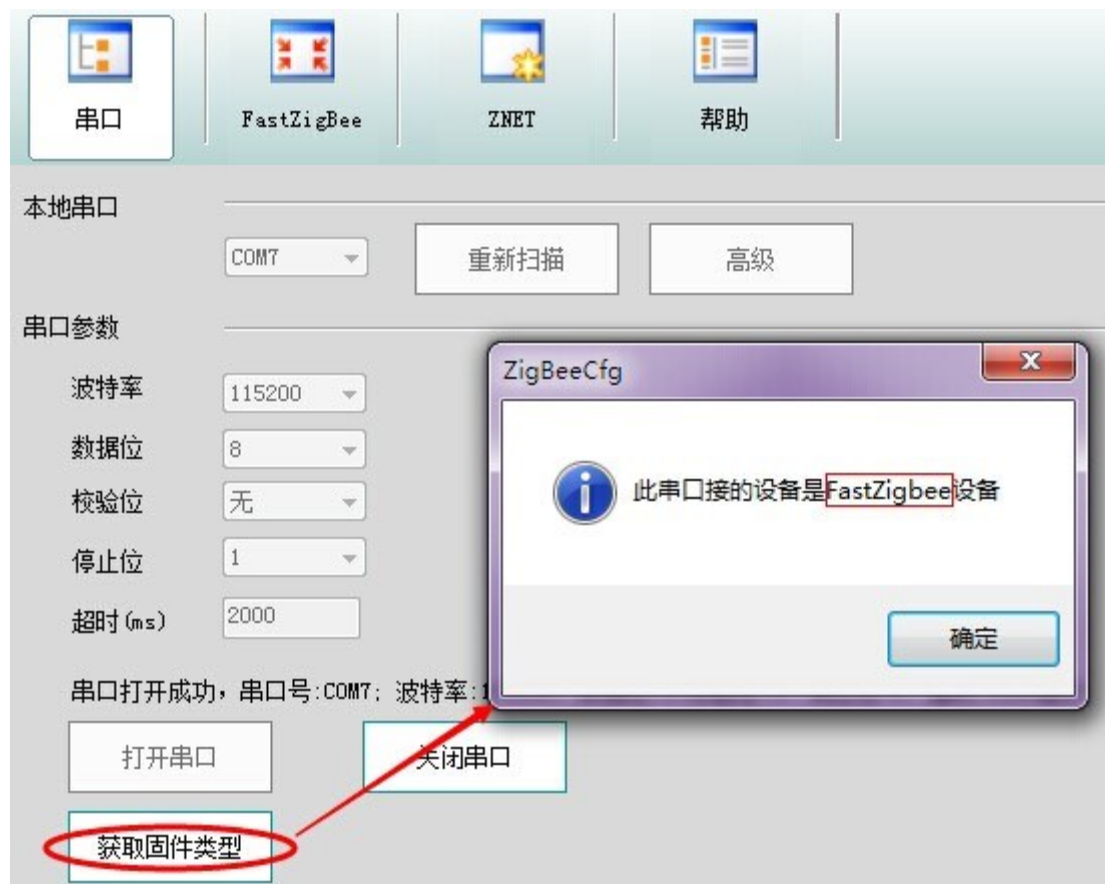 串口
FastZigBee
ZNET
帮助
本地串口
COM7
重新扫描
高级
串口参数
波特率
115200
数据位
8
校验位
无
停止位
1
超时(ms)
2000
ZigBeeCfg
此串口接的设备是FastZigbee设备
确定
串口打开成功，串口号:COM7; 波特率:1
打开串口
关闭串口
获取固件类型